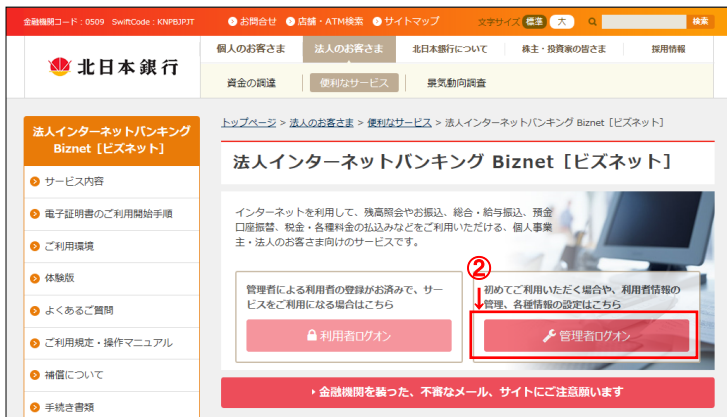 金融機関コード：0509 SwiftCode：KNPBJPJT
お問合せ 店舗・ATM検索 サイトマップ 文字サイズ 標準 大 検索
北日本銀行
個人のお客さま 法人のお客さま 北日本銀行について 株主・投資家の皆さま 採用情報
資金の調達 便利なサービス 景気動向調査
法人インターネットバンキング
Biznet［ビズネット］
サービス内容
電子証明書のご利用開始手順
ご利用環境
体験版
よくあるご質問
ご利用規定・操作マニュアル
補償について
手続き書類
トップページ > 法人のお客さま > 便利なサービス > 法人インターネットバンキング Biznet［ビズネット］
法人インターネットバンキング Biznet［ビズネット］
インターネットを利用して、残高照会やお振込、総合・給与振込、預金
口座振替、税金・各種料金の払込みなどをご利用いただける、個人事業
主・法人のお客さま向けのサービスです。
管理者による利用者の登録がお済みで、サー
ビスをご利用になる場合はこちら
利用者ログオン
②
初めてご利用いただく場合や、利用者情報の
管理、各種情報の設定はこちら
管理者ログオン
金融機関を装った、不審なメール、サイトにご注意願います